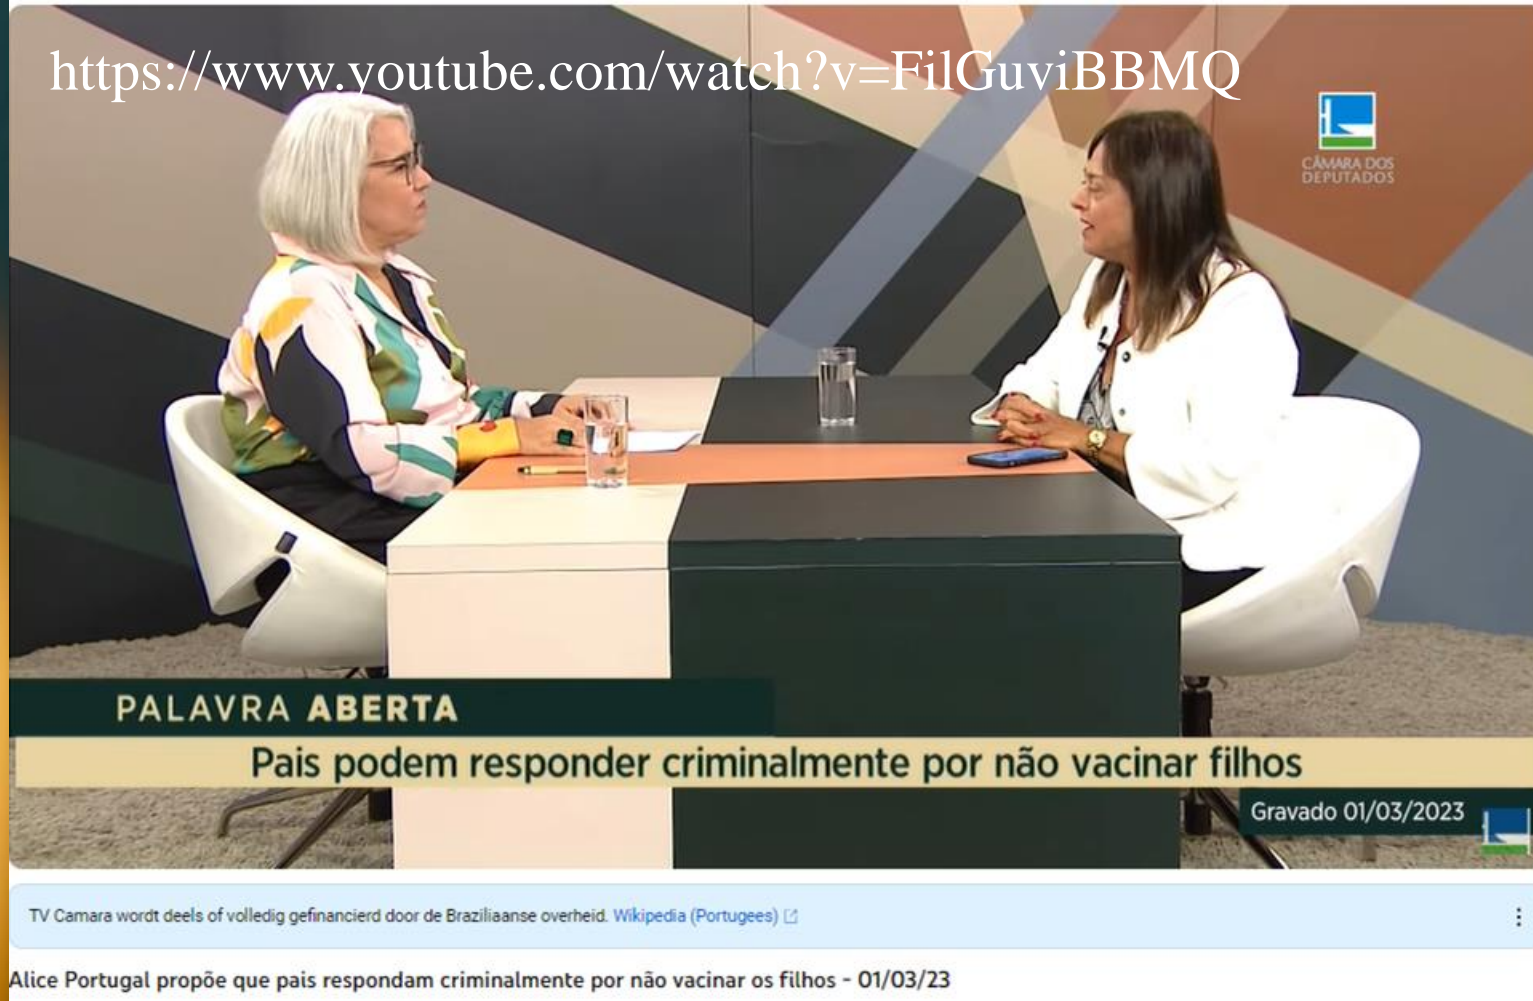 https://www.youtube.com/watch?v=FilGuviBBMQ
CÂMARA DOS
DEPUTADOS
PALAVRA ABERTA
Pais podem responder criminalmente por não vacinar filhos
Gravado 01/03/2023
TV Camara wordt deels of volledig gefinancierd door de Braziliaanse overheid. Wikipedia (Portugees)
Alice Portugal propõe que pais respondam criminalmente por não vacinar os filhos - 01/03/23